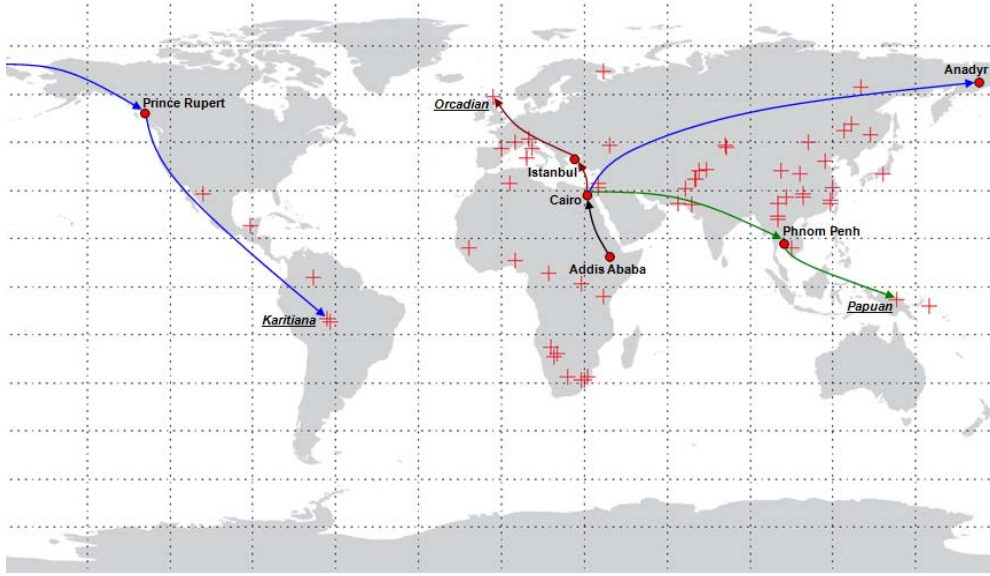 Anadyr
Prince Rupert
Orcadian
Istanbul
Cairo
Phnom Penh
Addis Ababa
Papuan
Karitiana